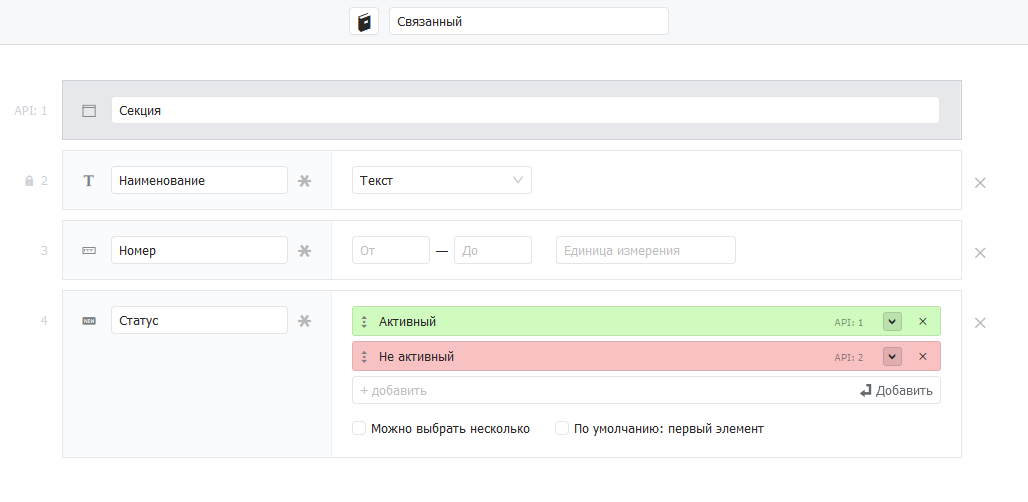 Связанный
API: 1
Секция
2
T
Наименование
Текст
3
Номер
От — До
Единица измерения
4
NEW
Статус
Активный
API: 1
Не активный
API: 2
+ добавить
Добавить
Можно выбрать несколько
По умолчанию: первый элемент